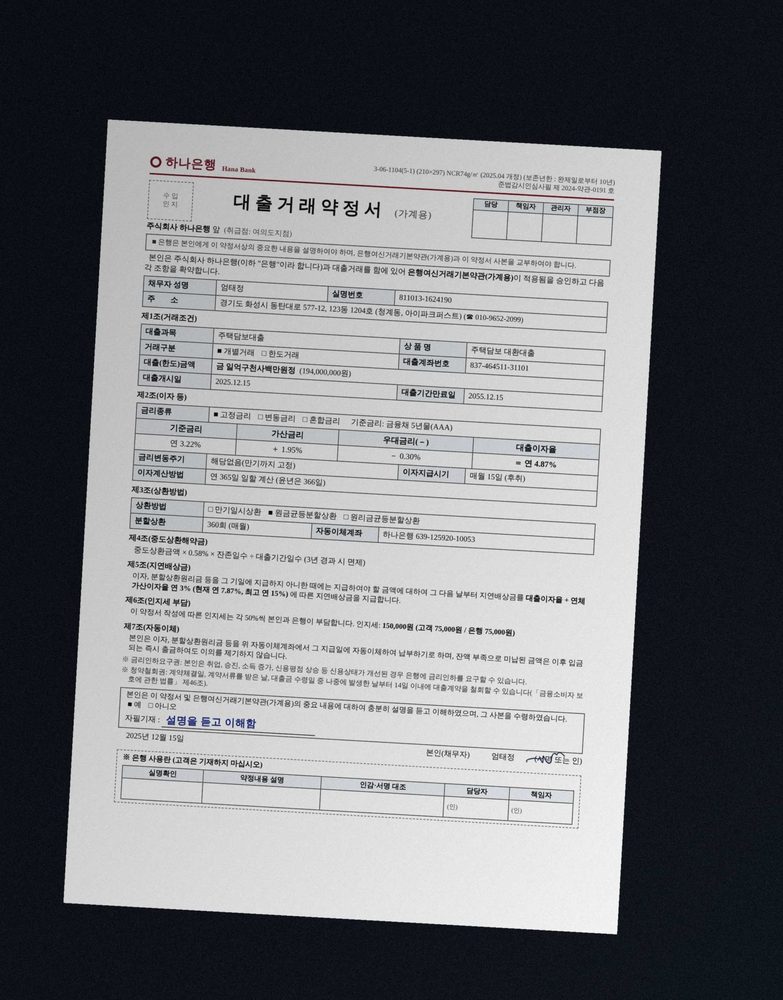 하나은행 Hana Bank
3-06-1104(5-1) (210×297) NCR74g/㎡ (2025.04 개정) (보존년한 : 완제일로부터 10년)
준법감시인심사필 제 2024-약관-0191 호
수 입
인 지
대출거래약정서 (가계용)
담당 책임자 관리자 부점장
주식회사 하나은행 앞 (취급점: 여의도지점)
■ 은행은 본인에게 이 약정서상의 중요한 내용을 설명하여야 하며, 은행여신거래기본약관(가계용)과 이 약정서 사본을 교부하여야 합니다.
본인은 주식회사 하나은행(이하 "은행"이라 합니다)과 대출거래를 함에 있어 은행여신거래기본약관(가계용)이 적용됨을 승인하고 다음
각 조항을 확약합니다.
채무자 성명 엄태정 실명번호 811013-1624190
주 소 경기도 화성시 동탄대로 577-12, 123동 1204호 (청계동, 아이파크퍼스트) (☎ 010-9652-2099)
제1조(거래조건)
대출과목 주택담보대출 상 품 명 주택담보 대환대출
거래구분 ■ 개별거래 □ 한도거래 대출계좌번호 837-464511-31101
대출(한도)금액 금 일억구천사백만원정 (194,000,000원)
대출개시일 2025.12.15 대출기간만료일 2055.12.15
제2조(이자 등)
금리종류 ■ 고정금리 □ 변동금리 □ 혼합금리 기준금리: 금융채 5년물(AAA)
기준금리 가산금리 우대금리(－) 대출이자율
연 3.22% ＋ 1.95% － 0.30% ＝ 연 4.87%
금리변동주기 해당없음(만기까지 고정) 이자지급시기 매월 15일 (후취)
이자계산방법 연 365일 일할 계산 (윤년은 366일)
제3조(상환방법)
상환방법 □ 만기일시상환 ■ 원금균등분할상환 □ 원리금균등분할상환
분할상환 360회 (매월) 자동이체계좌 하나은행 639-125920-10053
제4조(중도상환해약금)
중도상환금액 × 0.58% × 잔존일수 ÷ 대출기간일수 (3년 경과 시 면제)
제5조(지연배상금)
이자, 분할상환원리금 등을 그 기일에 지급하지 아니한 때에는 지급하여야 할 금액에 대하여 그 다음 날부터 지연배상금률 대출이자율 + 연체
가산이자율 연 3% (현재 연 7.87%, 최고 연 15%) 에 따른 지연배상금을 지급합니다.
제6조(인지세 부담)
이 약정서 작성에 따른 인지세는 각 50%씩 본인과 은행이 부담합니다. 인지세: 150,000원 (고객 75,000원 / 은행 75,000원)
제7조(자동이체)
본인은 이자, 분할상환원리금 등을 위 자동이체계좌에서 그 지급일에 자동이체하여 납부하기로 하며, 잔액 부족으로 미납된 금액은 이후 입금
되는 즉시 출금하여도 이의를 제기하지 않습니다.
※ 금리인하요구권: 본인은 취업, 승진, 소득 증가, 신용평점 상승 등 신용상태가 개선된 경우 은행에 금리인하를 요구할 수 있습니다.
※ 청약철회권: 계약체결일, 계약서류를 받은 날, 대출금 수령일 중 나중에 발생한 날부터 14일 이내에 대출계약을 철회할 수 있습니다(「금융소비자 보
호에 관한 법률」 제46조).
본인은 이 약정서 및 은행여신거래기본약관(가계용)의 중요 내용에 대하여 충분히 설명을 듣고 이해하였으며, 그 사본을 수령하였습니다.
■ 예 □ 아니오
자필기재 : 설명을 듣고 이해함
2025년 12월 15일
본인(채무자) 엄태정 (서명 또는 인)
※ 은행 사용란 (고객은 기재하지 마십시오)
실명확인 약정내용 설명 인감·서명 대조 담당자 책임자
(인) (인)